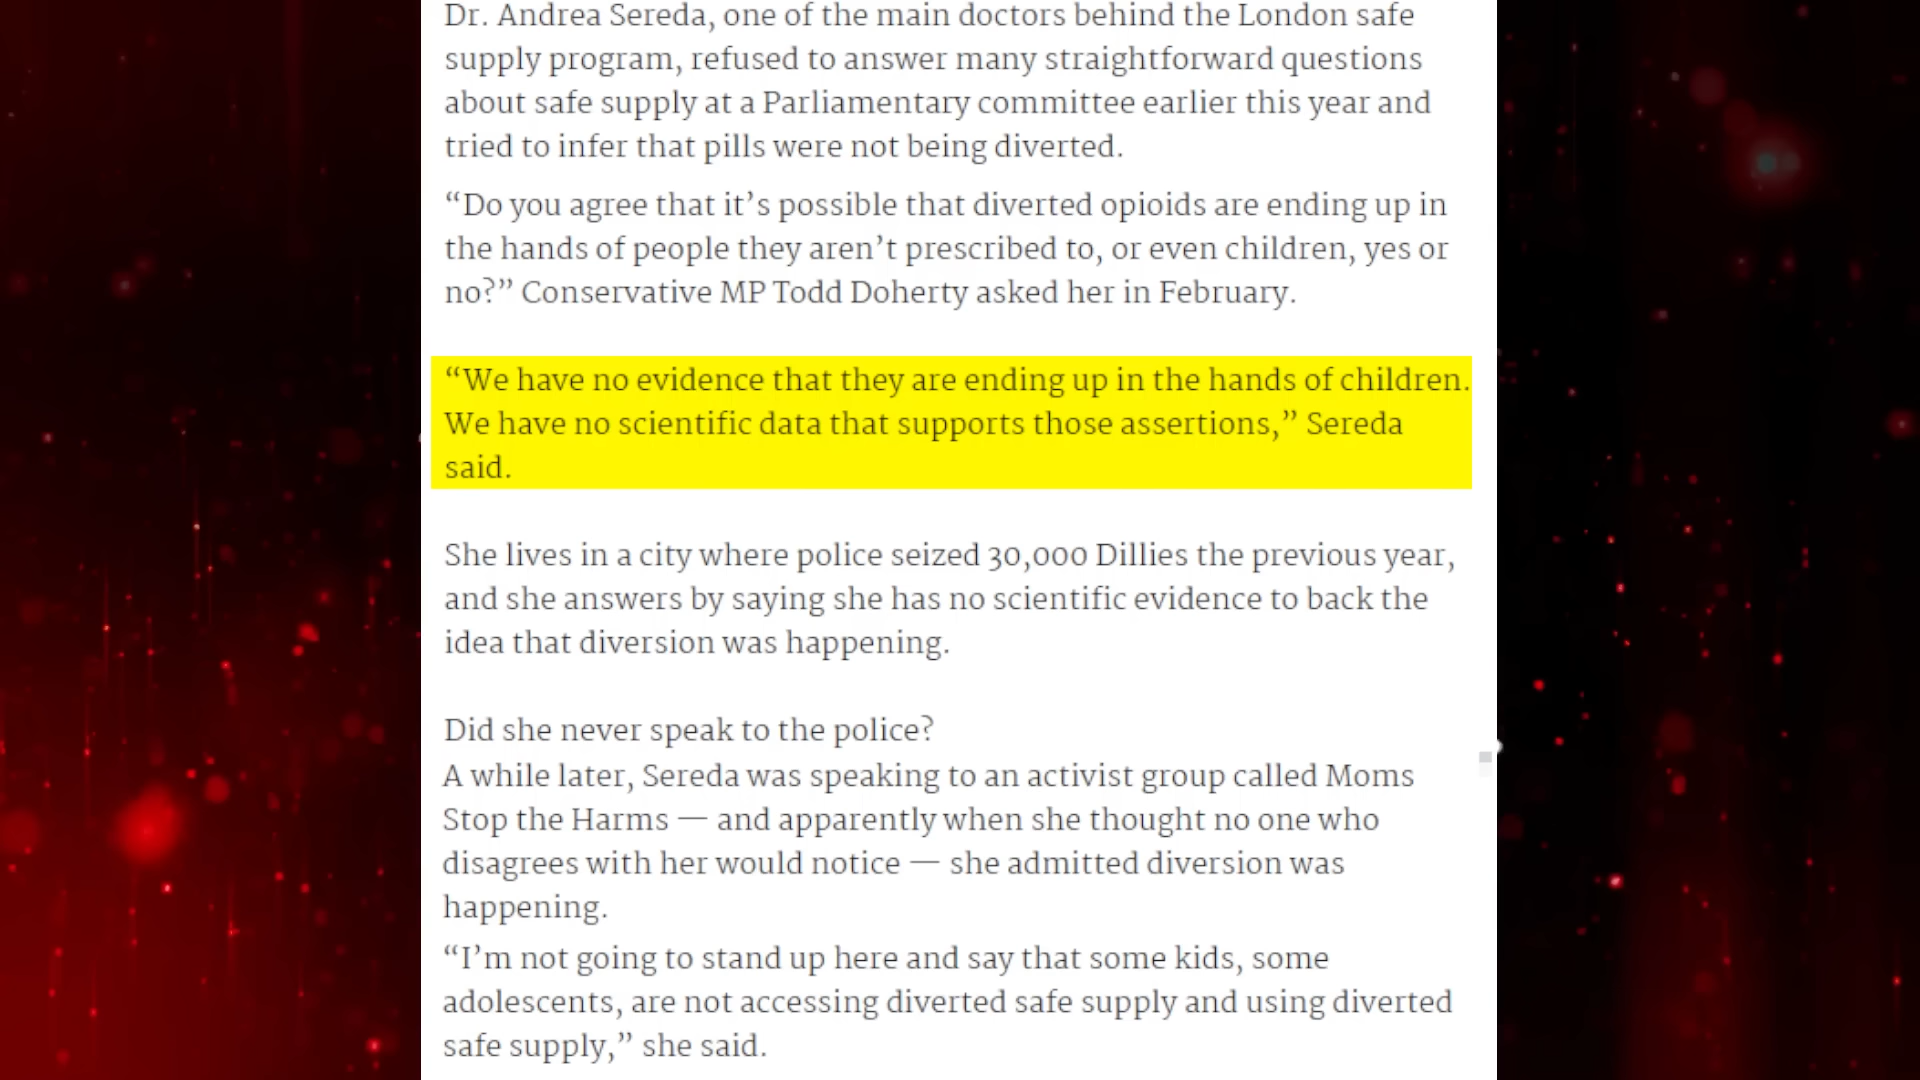 Dr. Andrea Sereda, one of the main doctors behind the London safe
supply program, refused to answer many straightforward questions
about safe supply at a Parliamentary committee earlier this year and
tried to infer that pills were not being diverted.
“Do you agree that it’s possible that diverted opioids are ending up in
the hands of people they aren’t prescribed to, or even children, yes or
no?” Conservative MP Todd Doherty asked her in February.
“We have no evidence that they are ending up in the hands of children.
We have no scientific data that supports those assertions,” Sereda
said.
She lives in a city where police seized 30,000 Dillies the previous year,
and she answers by saying she has no scientific evidence to back the
idea that diversion was happening.
Did she never speak to the police?
A while later, Sereda was speaking to an activist group called Moms
Stop the Harms — and apparently when she thought no one who
disagrees with her would notice — she admitted diversion was
happening.
“I’m not going to stand up here and say that some kids, some
adolescents, are not accessing diverted safe supply and using diverted
safe supply,” she said.